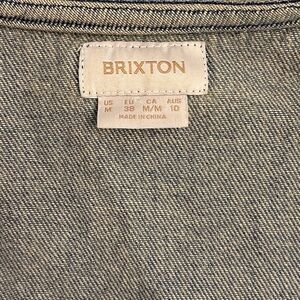 BRIXTON
US EU CA AUS
M 38 M/M 10
MADE IN CHINA